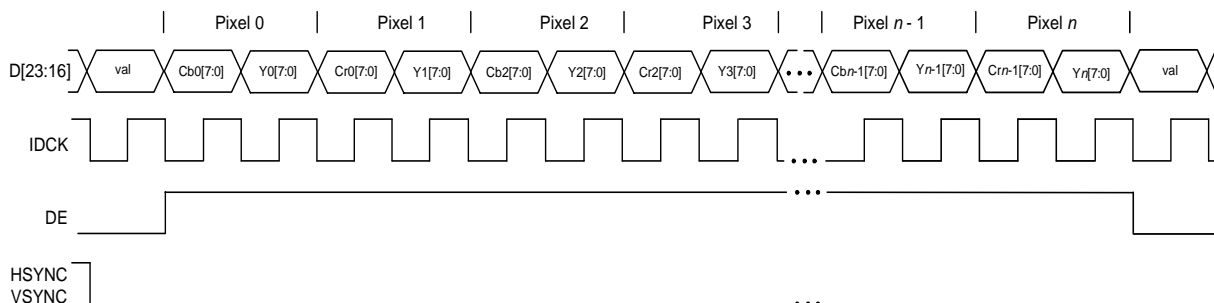 Pixel 0 Pixel 1 Pixel 2 Pixel 3 Pixel n - 1 Pixel n
D[23:16] val Cb0[7:0] Y0[7:0] Cr0[7:0] Y1[7:0] Cb2[7:0] Y2[7:0] Cr2[7:0] Y3[7:0] ••• Cbn-1[7:0] Yn-1[7:0] Crn-1[7:0] Yn[7:0] val
IDCK •••
DE •••
HSYNC
VSYNC •••